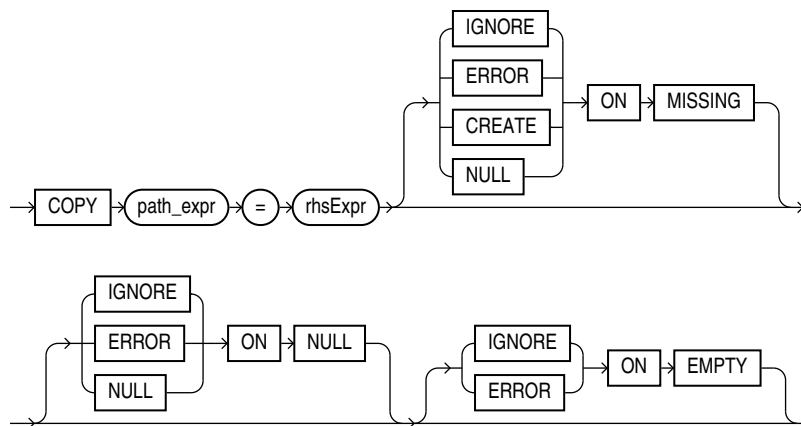 IGNORE
ERROR
CREATE
NULL
ON MISSING
COPY path_expr = rhsExpr
IGNORE
ERROR
NULL
ON NULL
IGNORE
ERROR
ON EMPTY